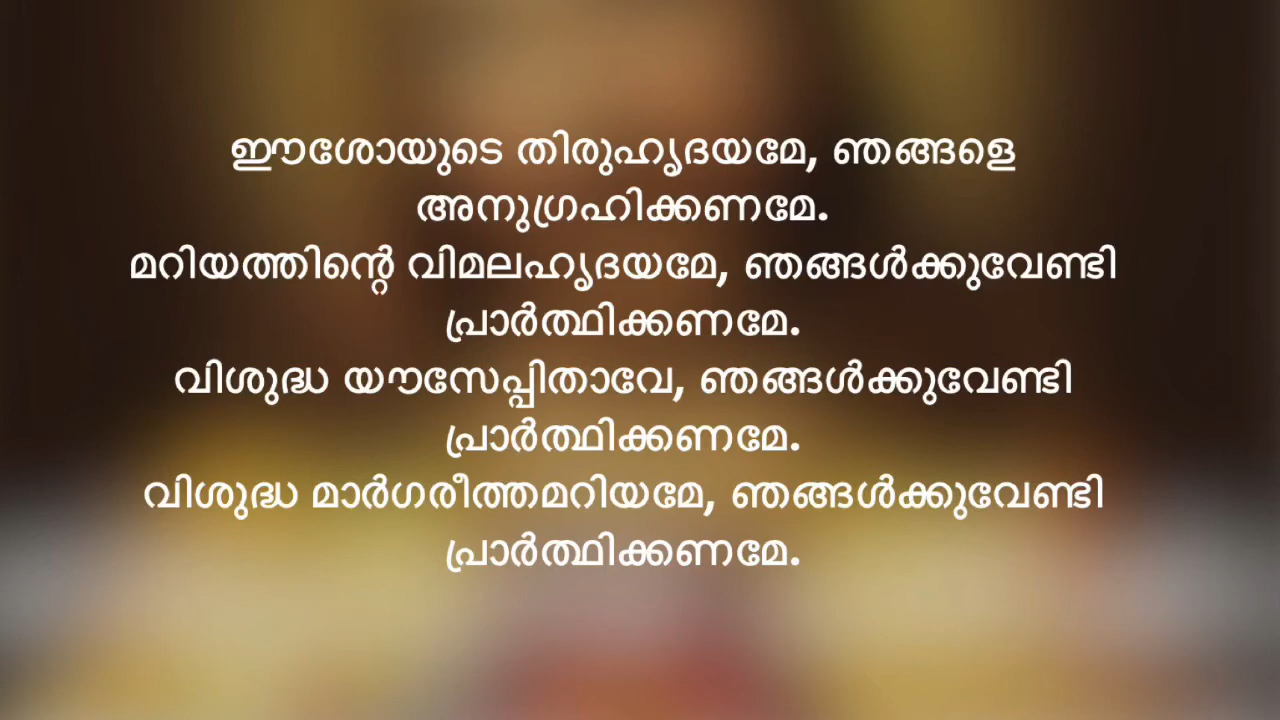 ഈശോയുടെ തിരുഹൃദയമേ, ഞങ്ങളെ
അനുഗ്രഹിക്കണമേ.
മറിയത്തിന്റെ വിമലഹൃദയമേ, ഞങ്ങൾക്കുവേണ്ടി
പ്രാർത്ഥിക്കണമേ.
വിശുദ്ധ യൗസേപ്പിതാവേ, ഞങ്ങൾക്കുവേണ്ടി
പ്രാർത്ഥിക്കണമേ.
വിശുദ്ധ മാർഗരീത്തമറിയമേ, ഞങ്ങൾക്കുവേണ്ടി
പ്രാർത്ഥിക്കണമേ.